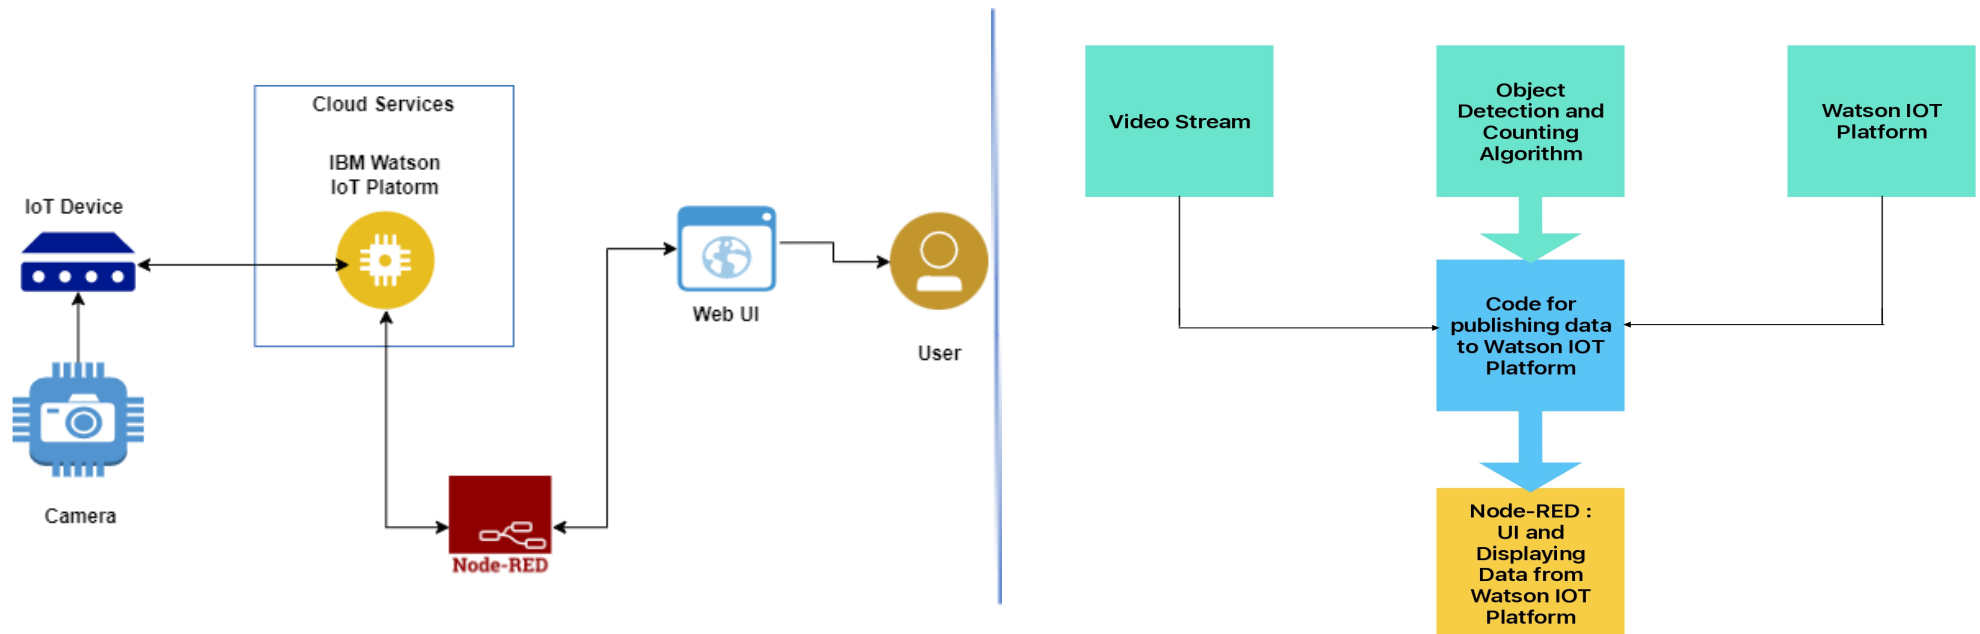 Cloud Services
IBM Watson
IoT Platorm
IoT Device
Camera
Node-RED
Web UI
User
Video Stream
Object
Detection and
Counting
Algorithm
Watson IOT
Platform
Code for
publishing data
to Watson IOT
Platform
Node-RED :
UI and
Displaying
Data from
Watson IOT
Platform